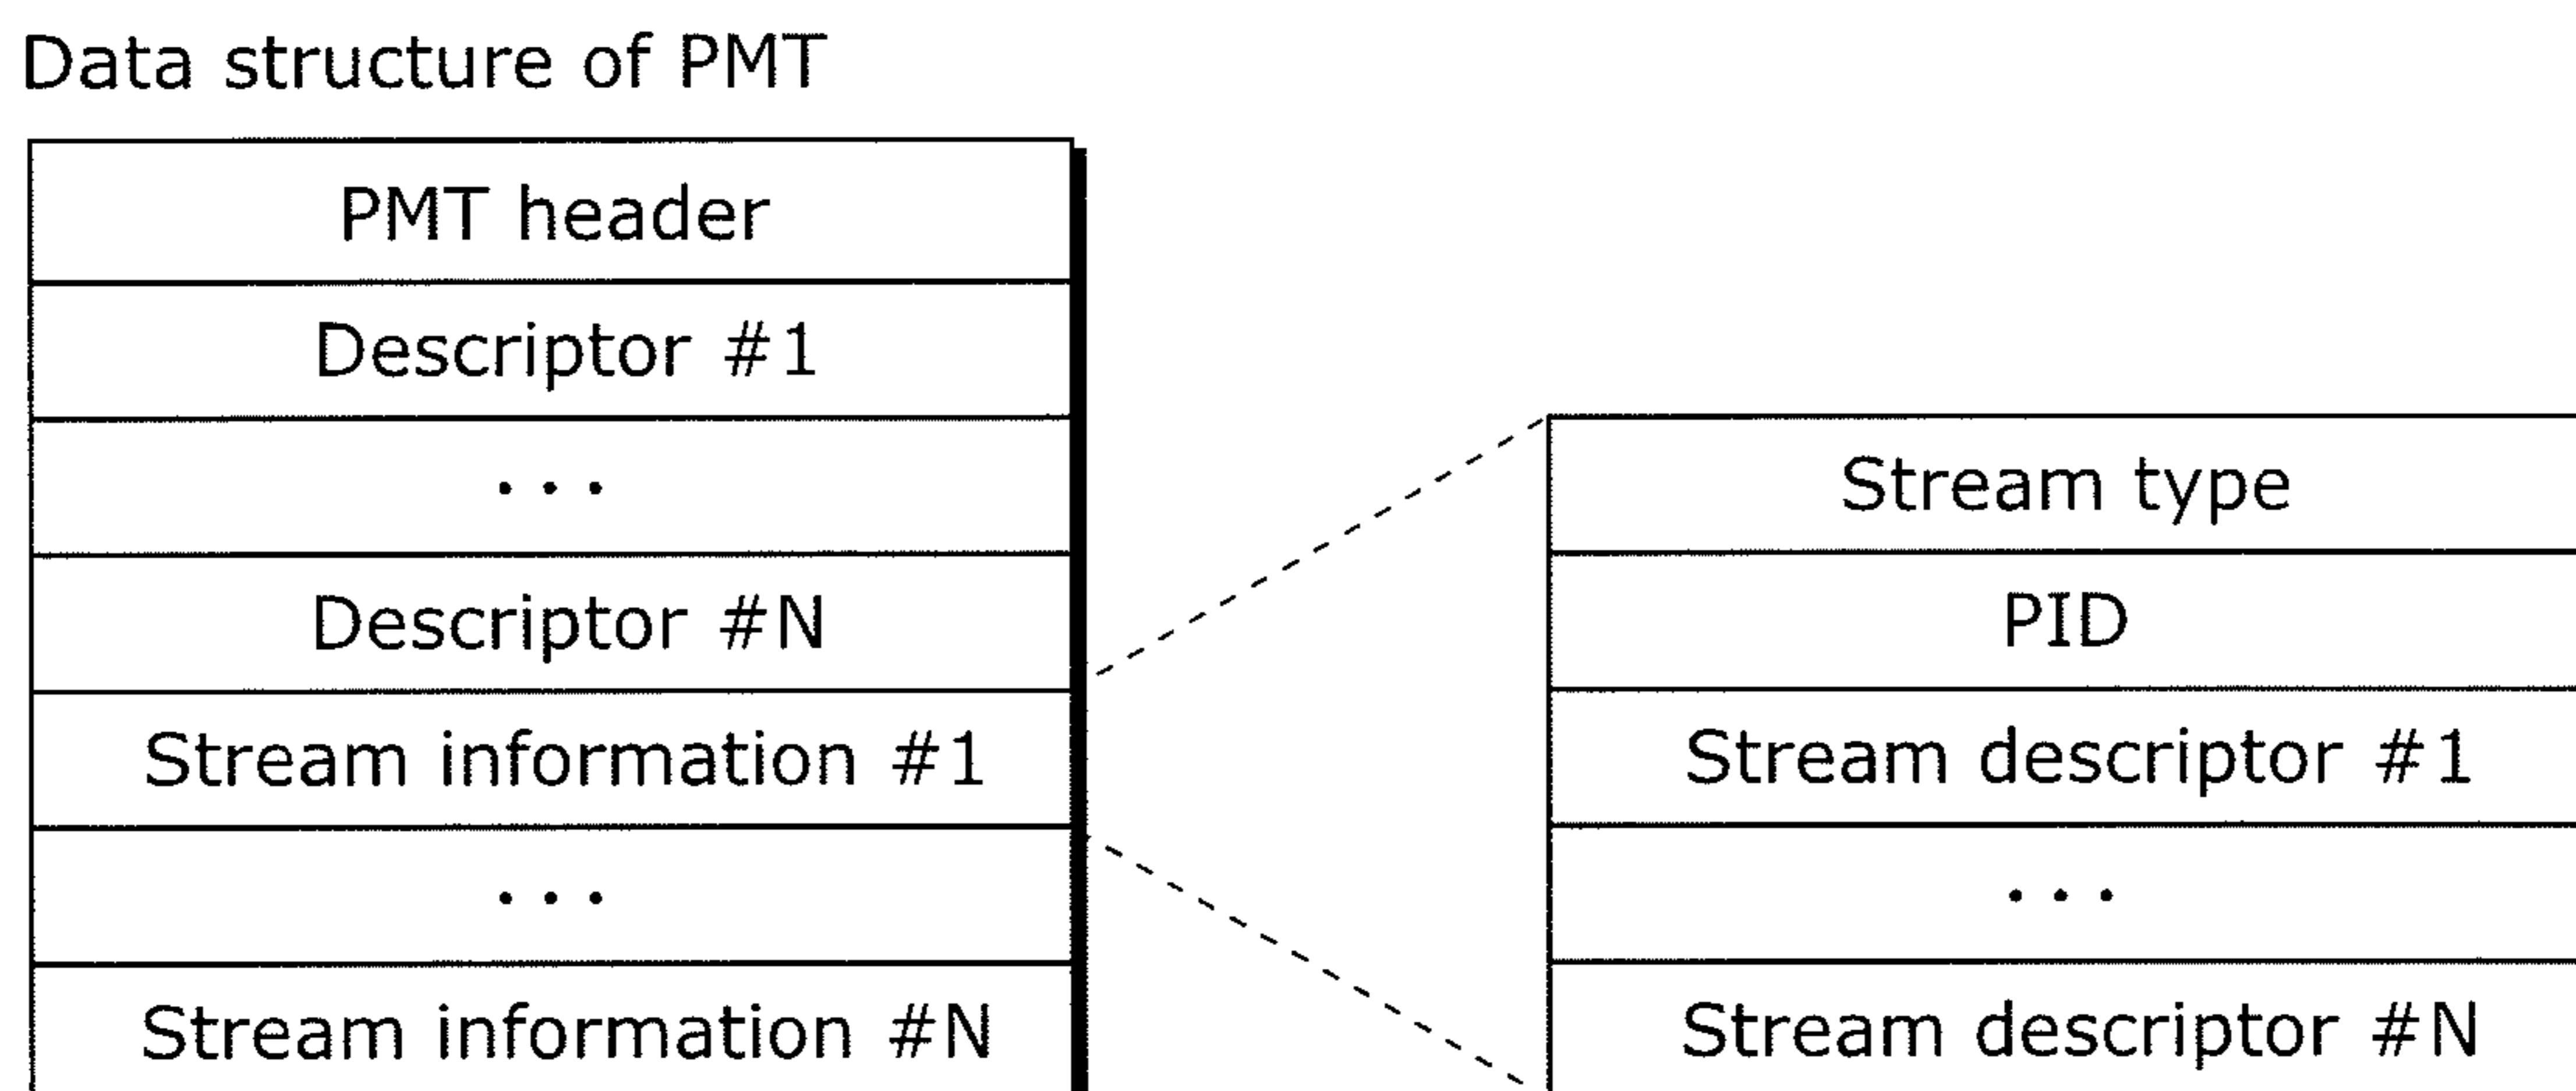 Data structure of PMT
PMT header
Descriptor #1
...
Descriptor #N
Stream information #1
...
Stream information #N
Stream type
PID
Stream descriptor #1
...
Stream descriptor #N